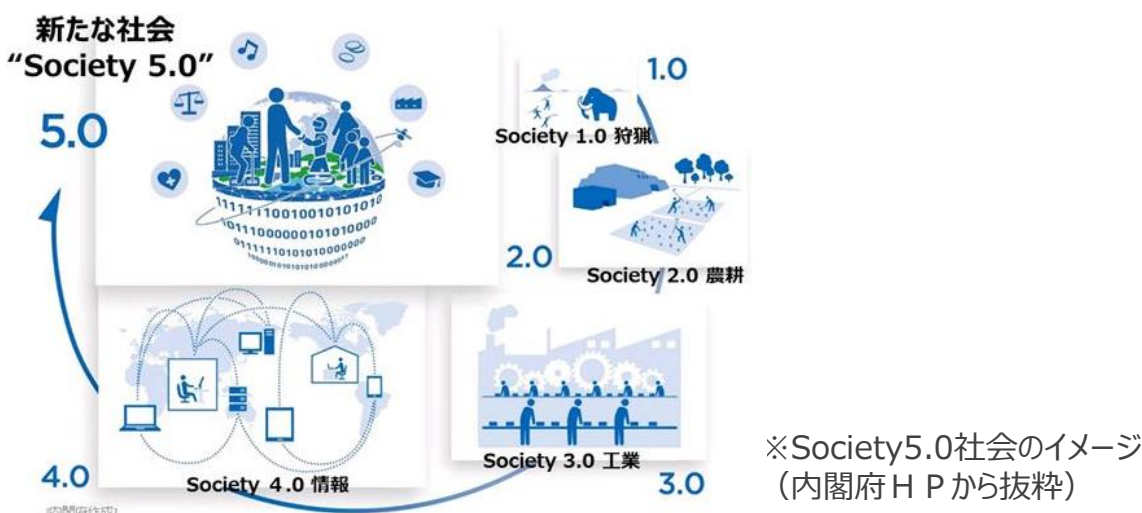 新たな社会
“Society 5.0”
5.0
1.0
Society 1.0 狩猟
2.0
Society 2.0 農耕
Society 3.0 工業
3.0
4.0
Society 4.0 情報
※Society5.0社会のイメージ
（内閣府HPから抜粋）